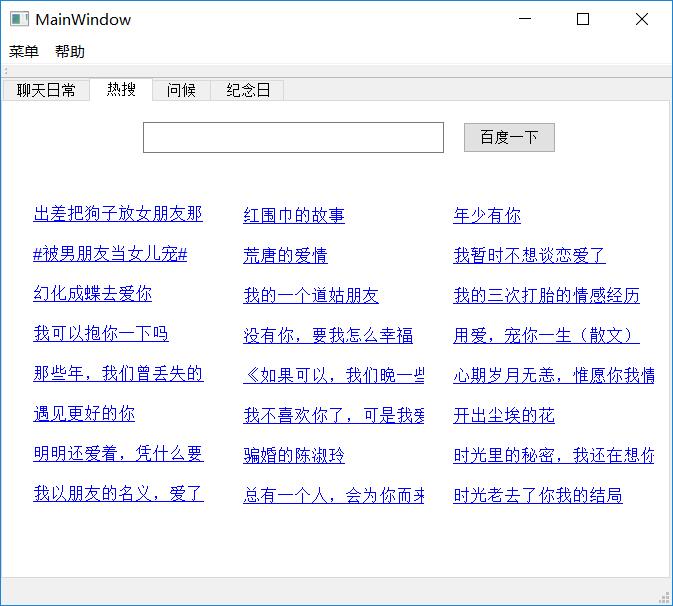 MainWindow
菜单 帮助
聊天日常 热搜 问候 纪念日
百度一下
出差把狗子放女朋友那 红围巾的故事 年少有你
#被男朋友当女儿宠# 荒唐的爱情 我暂时不想谈恋爱了
幻化成蝶去爱你 我的一个道姑朋友 我的三次打胎的情感经历
我可以抱你一下吗 没有你，要我怎么幸福 用爱，宠你一生（散文）
那些年，我们曾丢失的 《如果可以，我们晚一些 心期岁月无恙，惟愿你我情
遇见更好的你 我不喜欢你了，可是我爱 开出尘埃的花
明明还爱着，凭什么要 骗婚的陈淑玲 时光里的秘密，我还在想你
我以朋友的名义，爱了 总有一个人，会为你而来 时光老去了你我的结局